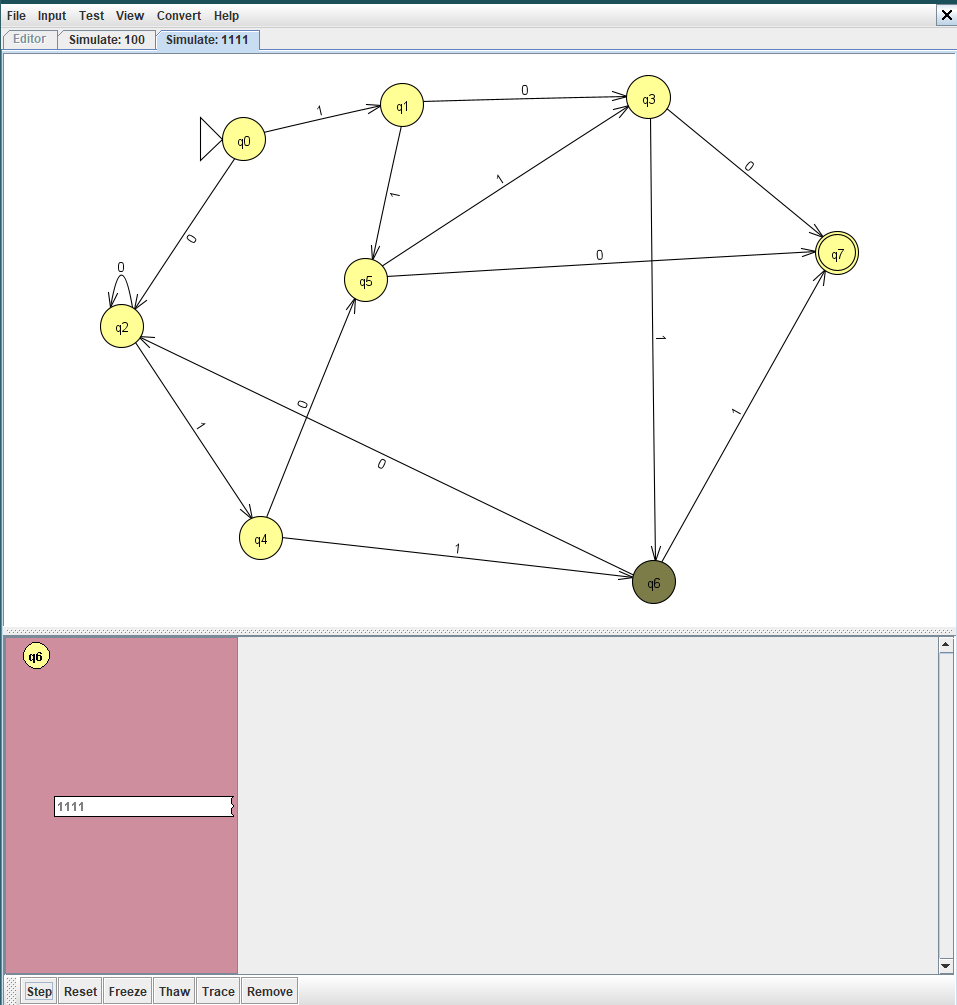 File Input Test View Convert Help
Editor Simulate: 100 Simulate: 1111
q0 1 q1 0 q3
0 1 1 0
0 q2 q5 0 q7
1 0 0 1 1
q4 1 q6
q6
1111
Step Reset Freeze Thaw Trace Remove